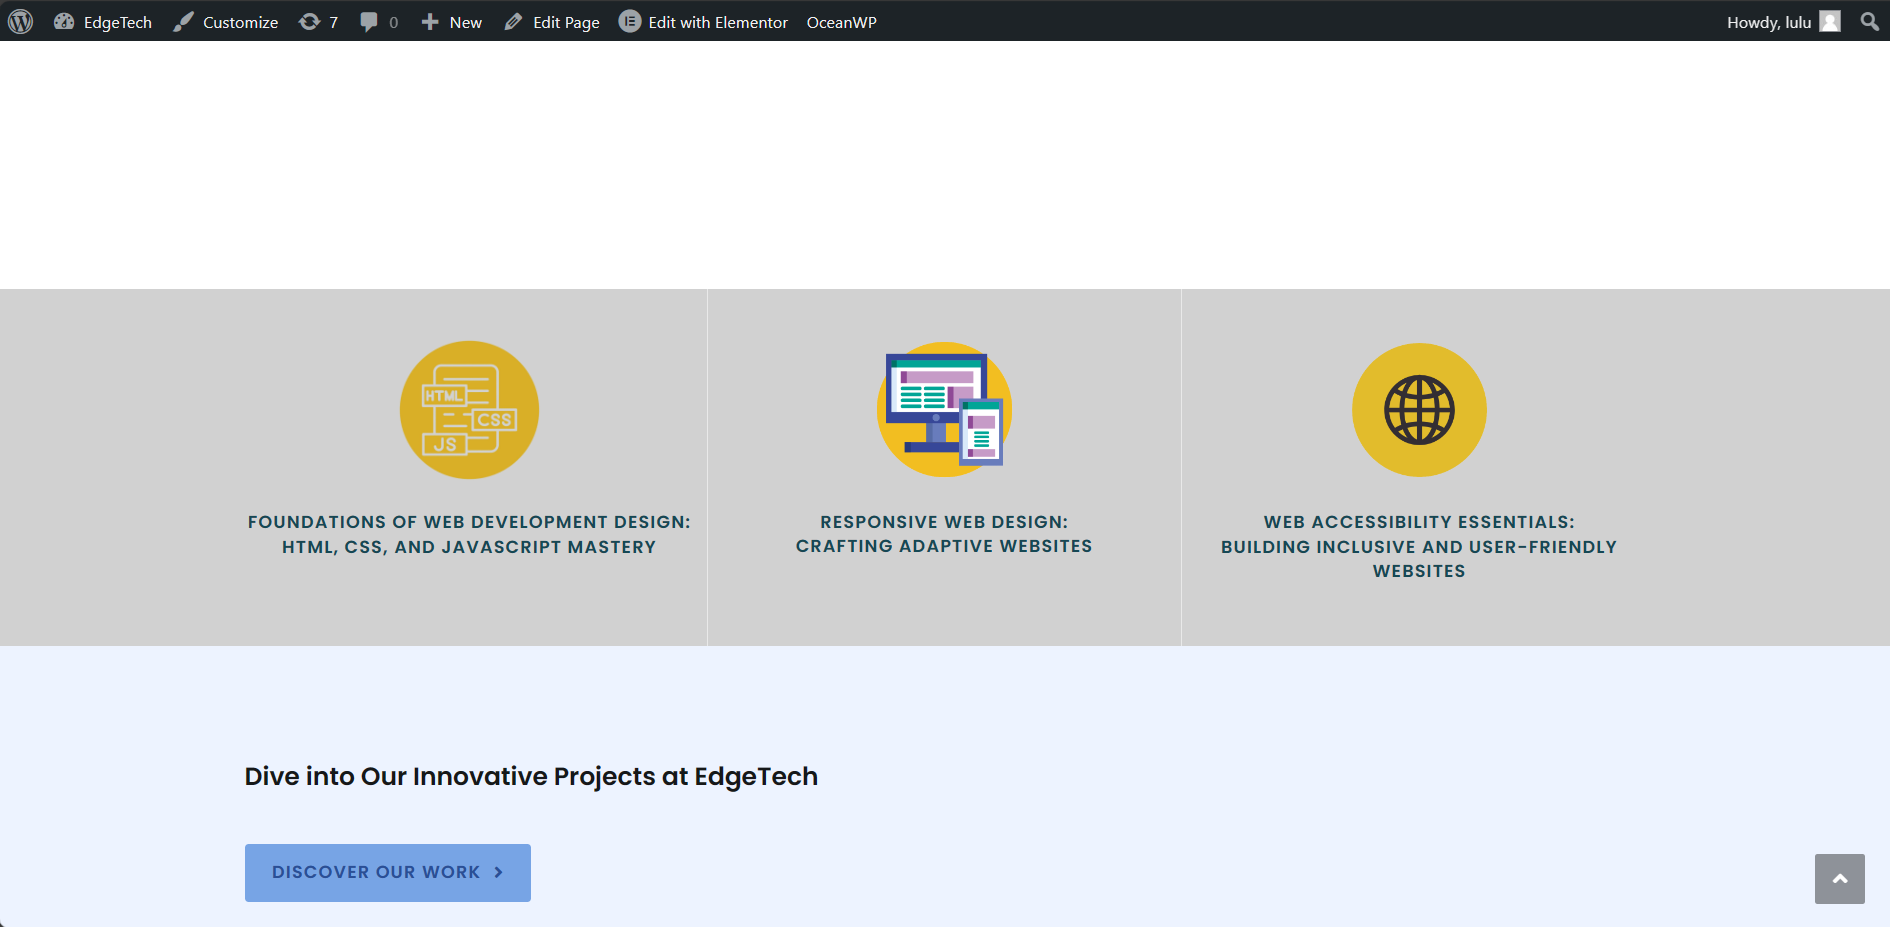 EdgeTech Customize 7 0 New Edit Page Edit with Elementor OceanWP Howdy, lulu
HTML
CSS
JS
FOUNDATIONS OF WEB DEVELOPMENT DESIGN:
HTML, CSS, AND JAVASCRIPT MASTERY
RESPONSIVE WEB DESIGN:
CRAFTING ADAPTIVE WEBSITES
WEB ACCESSIBILITY ESSENTIALS:
BUILDING INCLUSIVE AND USER-FRIENDLY
WEBSITES
Dive into Our Innovative Projects at EdgeTech
DISCOVER OUR WORK